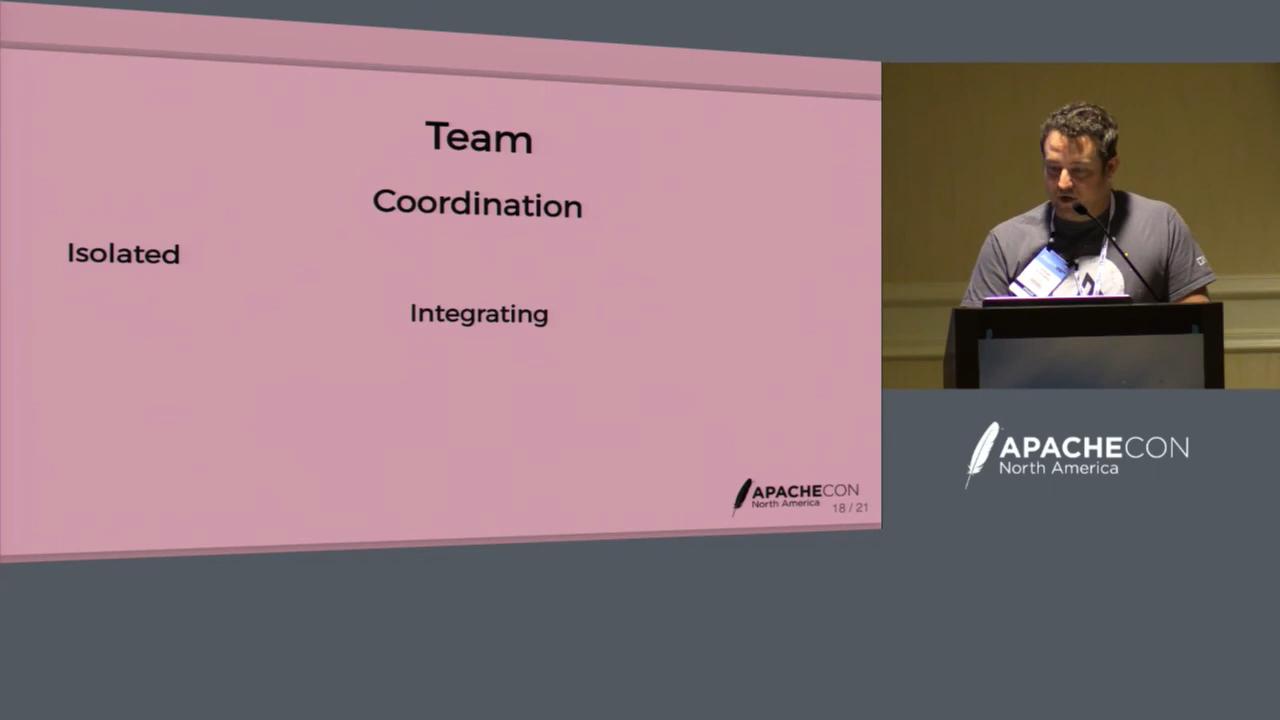 Team
Coordination
Isolated
Integrating
APACHECON
North America
18 / 21
APACHECON
North America